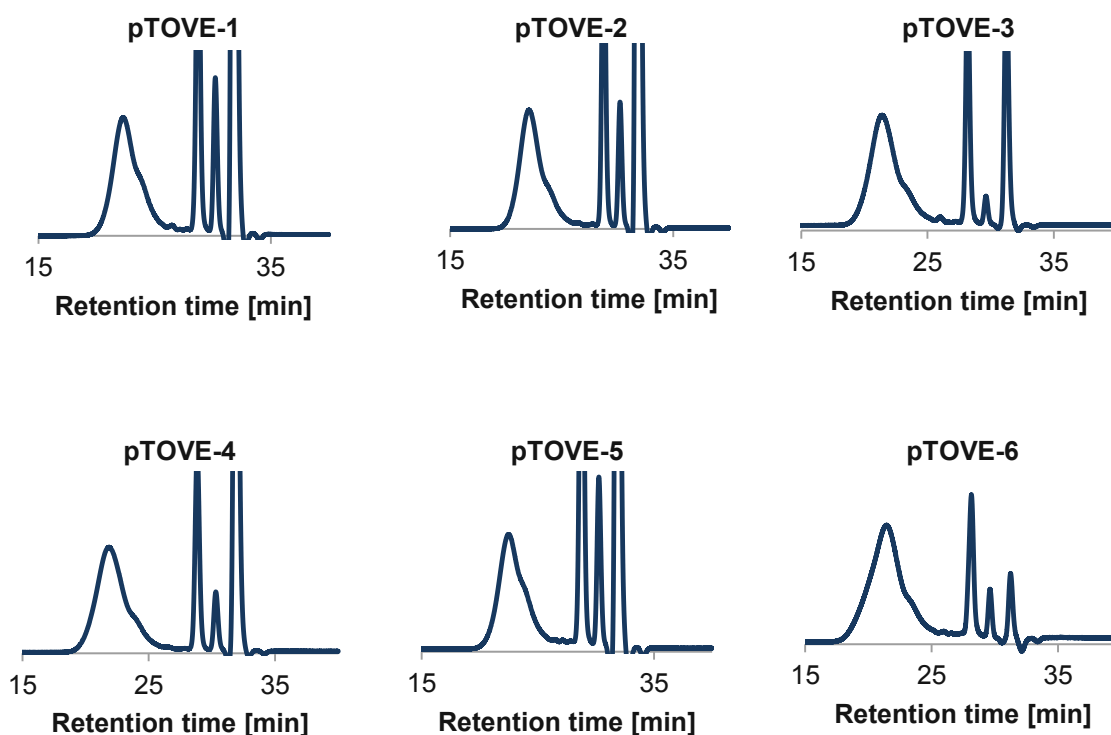 pTOVE-1
pTOVE-2
pTOVE-3
15
35
15
35
15
25
35
Retention time [min]
Retention time [min]
Retention time [min]
pTOVE-4
pTOVE-5
pTOVE-6
15
25
35
15
35
15
25
35
Retention time [min]
Retention time [min]
Retention time [min]